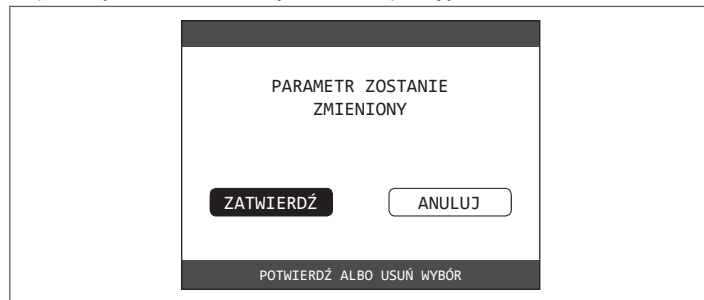 PARAMETR ZOSTANIE
ZMIENIONY
ZATWIERDŹ ANULUJ
POTWIERDŹ ALBO USUŃ WYBÓR